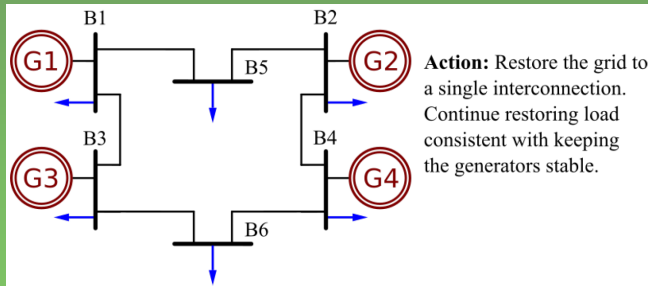 B1
B2
G1
G2
B5
Action: Restore the grid to
a single interconnection.
Continue restoring load
consistent with keeping
the generators stable.
B3
B4
G3
G4
B6